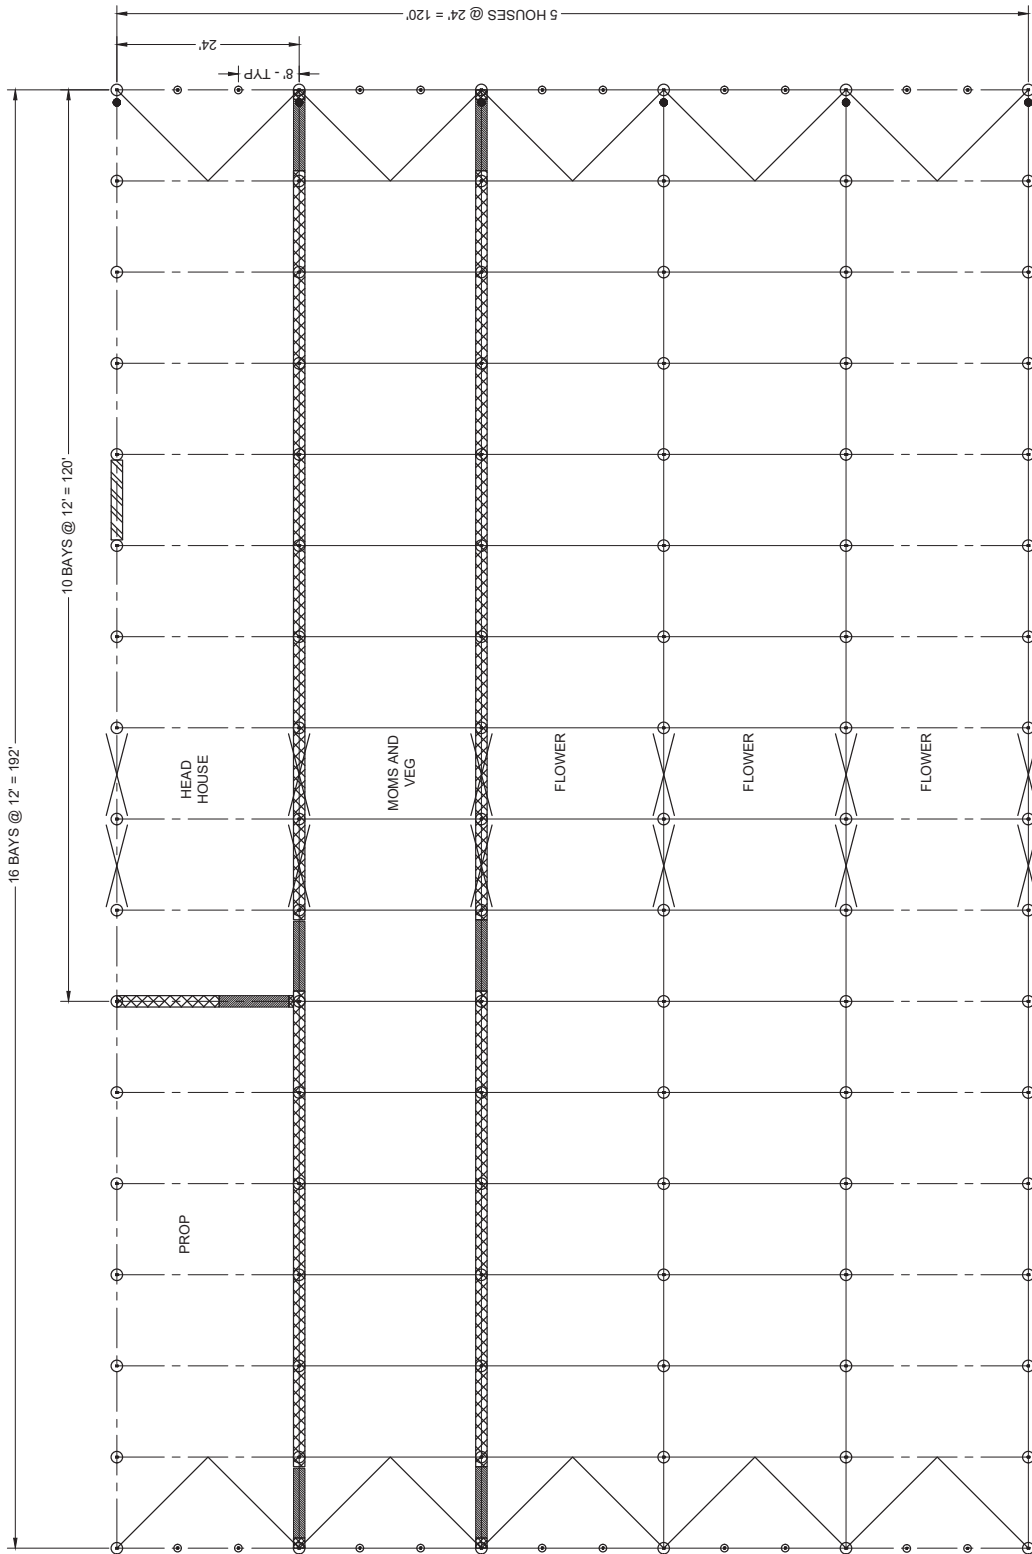 5 HOUSES @ 24' = 120'
24'
8' - TYP
16 BAYS @ 12' = 192'
10 BAYS @ 12' = 120'
HEAD
HOUSE
MOMS AND
VEG
FLOWER
FLOWER
FLOWER
PROP